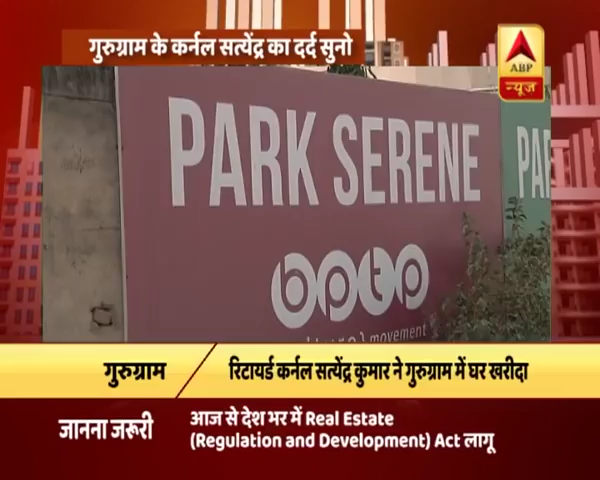 गुरुग्राम के कर्नल सत्येंद्र का दर्द सुनो
ABP
न्यूज़
PARK SERENE
PAR
bptp
movement
गुरुग्राम
रिटायर्ड कर्नल सत्येंद्र कुमार ने गुरुग्राम में घर खरीदा
जानना जरूरी
आज से देश भर में Real Estate
(Regulation and Development) Act लागू